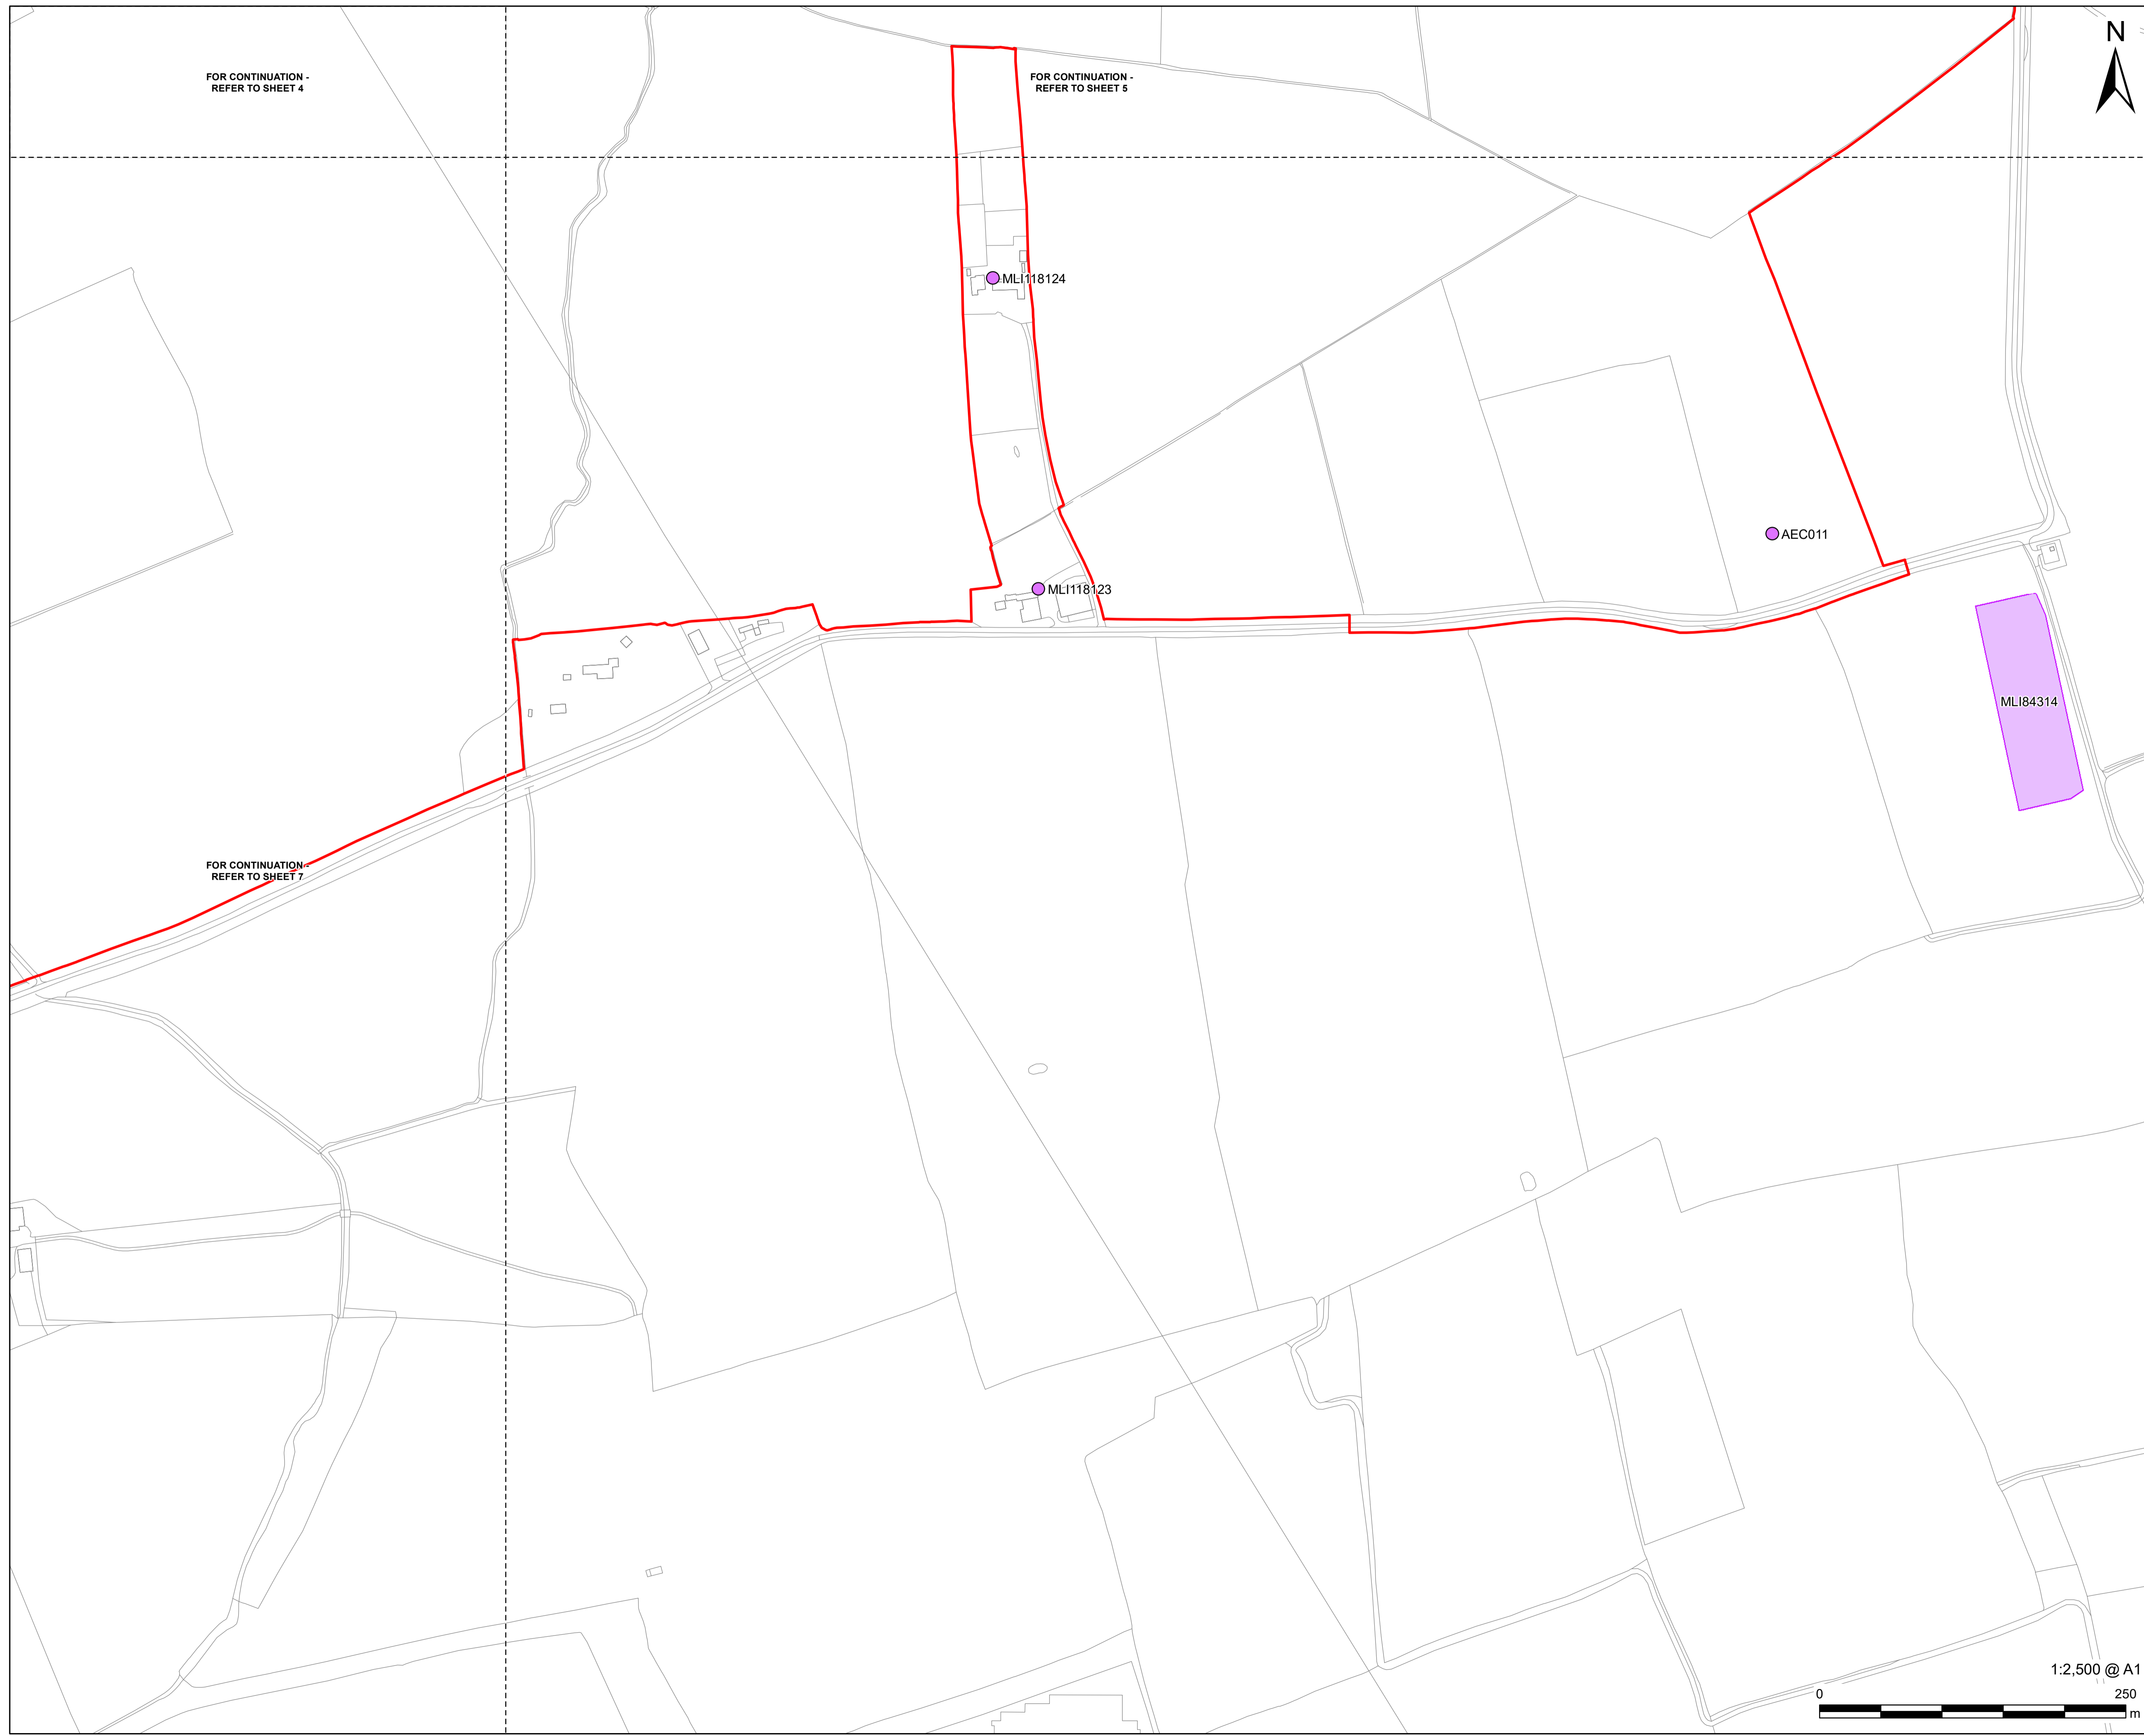 N
FOR CONTINUATION -
REFER TO SHEET 4
FOR CONTINUATION -
REFER TO SHEET 5
MLI118124
AEC011
MLI118123
MLI84314
FOR CONTINUATION -
REFER TO SHEET 7
1:2,500 @ A1
0 250
m